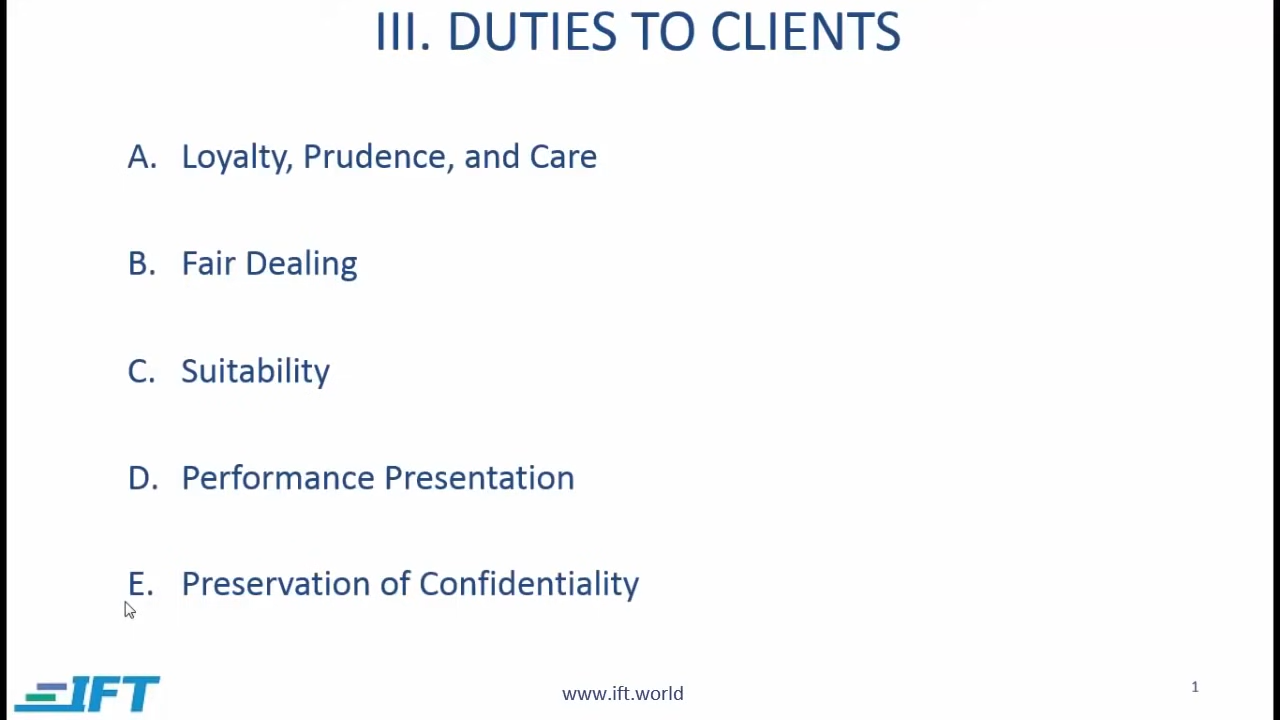 III. DUTIES TO CLIENTS
A. Loyalty, Prudence, and Care
B. Fair Dealing
C. Suitability
D. Performance Presentation
E. Preservation of Confidentiality
IFT
www.ift.world
1